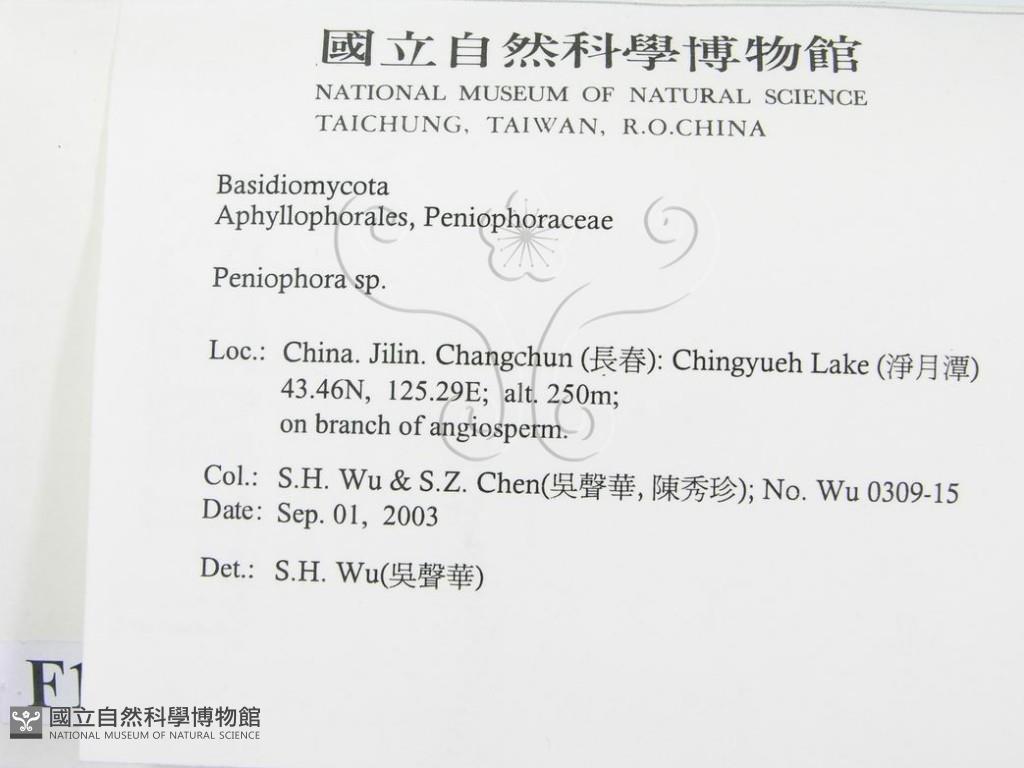 國立自然科學博物館
NATIONAL MUSEUM OF NATURAL SCIENCE
TAICHUNG, TAIWAN, R.O.CHINA
Basidiomycota
Aphyllophorales, Peniophoraceae
Peniophora sp.
Loc.: China. Jilin. Changchun (長春): Chingyueh Lake (淨月潭)
43.46N, 125.29E; alt. 250m;
on branch of angiosperm.
Col.: S.H. Wu & S.Z. Chen(吳聲華, 陳秀珍); No. Wu 0309-15
Date: Sep. 01, 2003
Det.: S.H. Wu(吳聲華)
F1
國立自然科學博物館
NATIONAL MUSEUM OF NATURAL SCIENCE